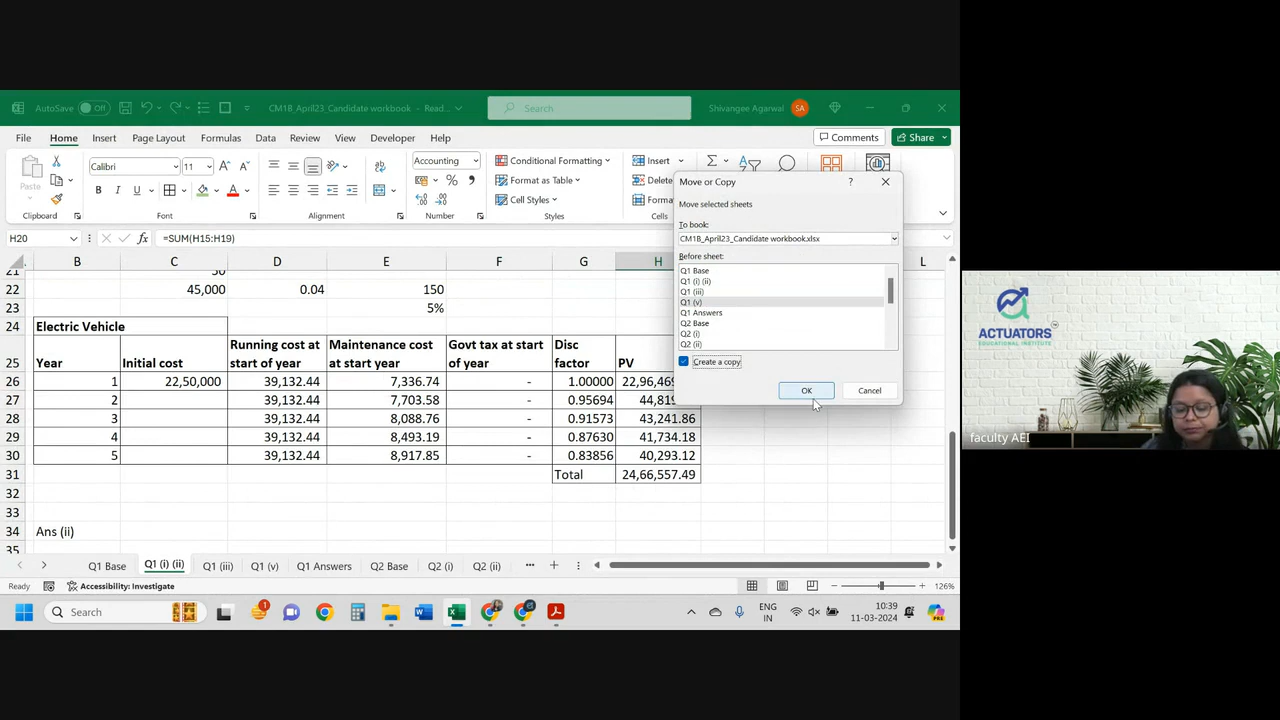 AutoSave Off CM1B_April23_Candidate workbook - Read... Search Shivangee Agarwal SA
File Home Insert Page Layout Formulas Data Review View Developer Help Comments Share
Paste Calibri 11 Accounting Conditional Formatting Format as Table Cell Styles Insert Delete Format
B I U
Clipboard Font Alignment Number Styles Cells
H20 fx =SUM(H15:H19)
B C D E F G H L
22 45,000 0.04 150
23 5%
24 Electric Vehicle
25 Year Initial cost Running cost at start of year Maintenance cost at start year Govt tax at start of year Disc factor PV
26 1 22,50,000 39,132.44 7,336.74 - 1.00000 22,96,469
27 2 39,132.44 7,703.58 - 0.95694 44,819
28 3 39,132.44 8,088.76 - 0.91573 43,241.86
29 4 39,132.44 8,493.19 - 0.87630 41,734.18
30 5 39,132.44 8,917.85 - 0.83856 40,293.12
31 Total 24,66,557.49
32
33
34 Ans (ii)
35
Move or Copy ?
Move selected sheets
To book:
CM1B_April23_Candidate workbook.xlsx
Before sheet:
Q1 Base
Q1 (i) (ii)
Q1 (iii)
Q1 (v)
Q1 Answers
Q2 Base
Q2 (i)
Q2 (ii)
Create a copy
OK Cancel
Q1 Base Q1 (i) (ii) Q1 (iii) Q1 (v) Q1 Answers Q2 Base Q2 (i) Q2 (ii) ...
Ready Accessibility: Investigate 126%
Search ENG IN 10:39 11-03-2024
ACTUATORS
EDUCATIONAL INSTITUTE
faculty AEI